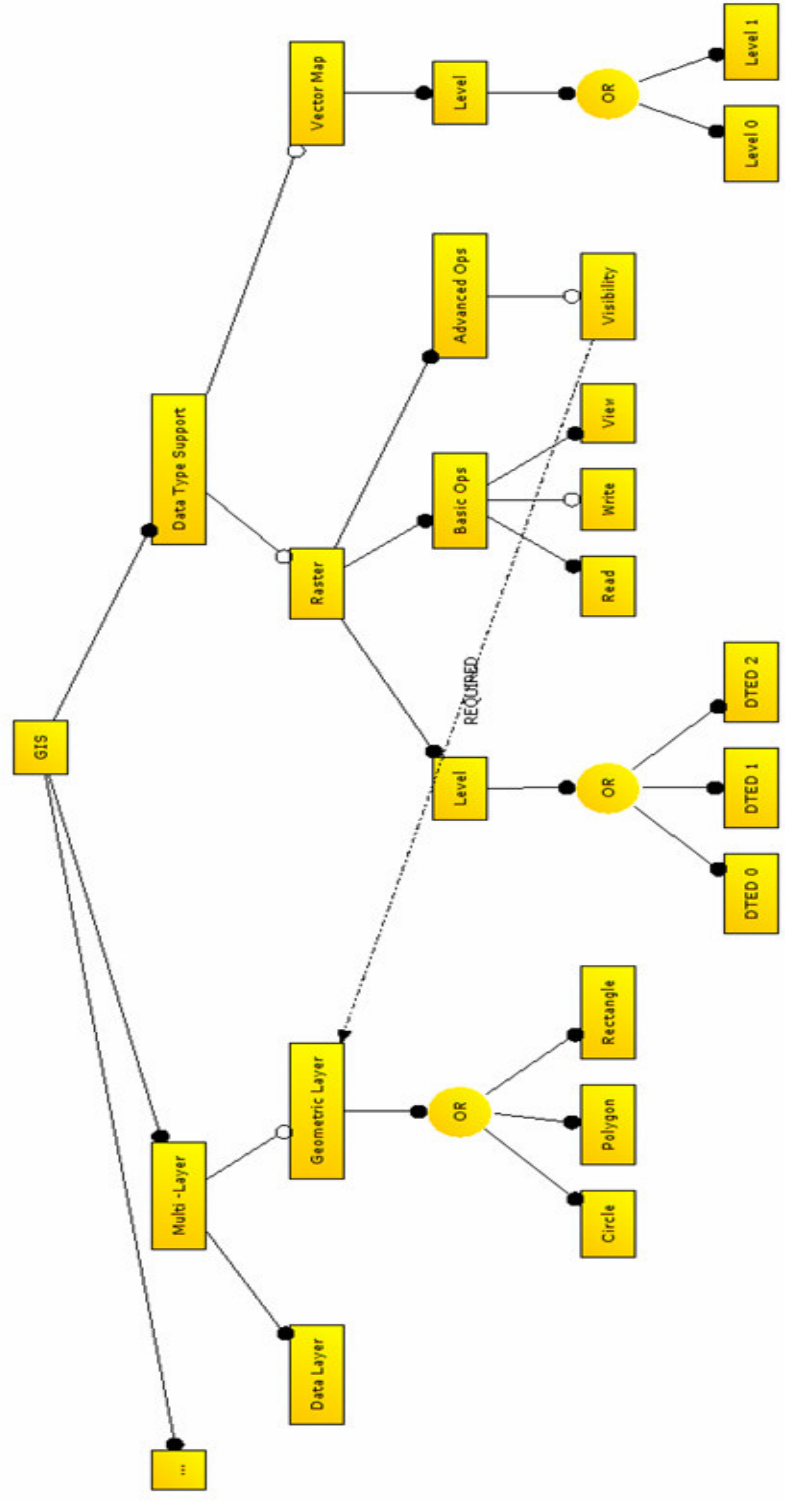 GIS
...
Multi -Layer
Data Type Support
Data Layer
Geometric Layer
Raster
Vector Map
OR
Level
Basic Ops
Advanced Ops
Level
REQUIRED
Circle
Polygon
Rectangle
OR
Read
Write
View
Visibility
OR
DTED 0
DTED 1
DTED 2
Level 0
Level 1